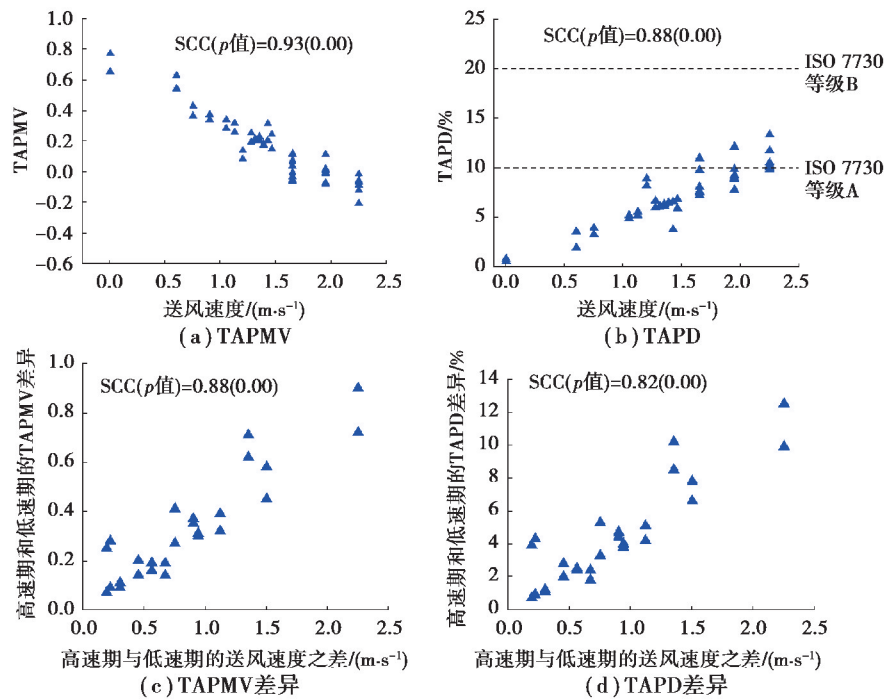 SCC(p值)=0.93(0.00)
TAPMV
1.0
0.8
0.6
0.4
0.2
0.0
−0.2
−0.4
−0.6
0.0 0.5 1.0 1.5 2.0 2.5
送风速度/(m·s⁻¹)
(a)TAPMV
SCC(p值)=0.88(0.00)
ISO 7730
等级B
ISO 7730
等级A
TAPD/%
25
20
15
10
5
0
0.0 0.5 1.0 1.5 2.0 2.5
送风速度/(m·s⁻¹)
(b)TAPD
SCC(p值)=0.88(0.00)
高速期和低速期的TAPMV差异
1.0
0.8
0.6
0.4
0.2
0.0
0.0 0.5 1.0 1.5 2.0 2.5
高速期与低速期的送风速度之差/(m·s⁻¹)
(c)TAPMV差异
SCC(p值)=0.82(0.00)
高速期和低速期的TAPD差异/%
14
12
10
8
6
4
2
0
0.0 0.5 1.0 1.5 2.0 2.5
高速期与低速期的送风速度之差/(m·s⁻¹)
(d)TAPD差异